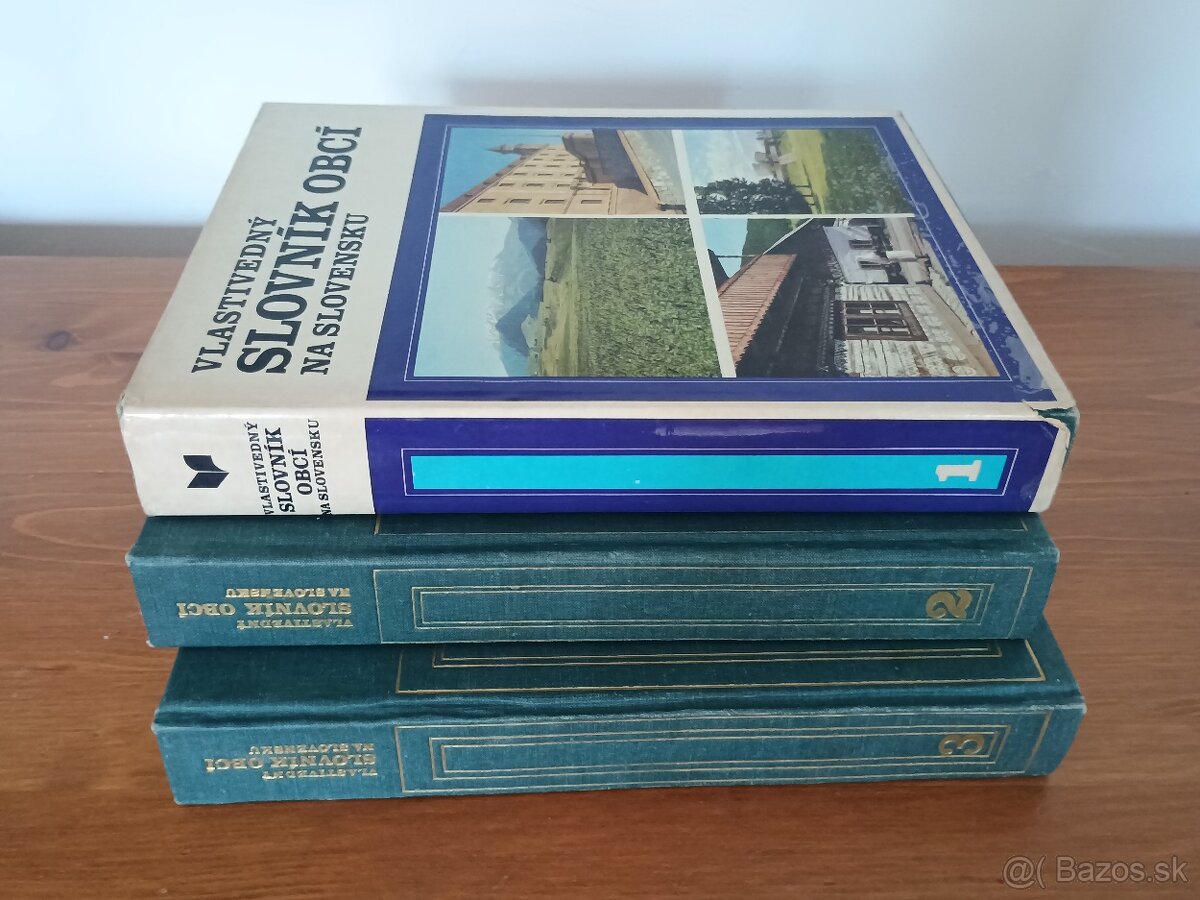 VLASTIVEDNÝ
SLOVNÍK OBCÍ
NA SLOVENSKU
VLASTIVEDNÝ
SLOVNÍK
OBCÍ
NA SLOVENSKU
1
VLASTIVEDNÝ
SLOVNÍK OBCÍ
NA SLOVENSKU
2
VLASTIVEDNÝ
SLOVNÍK OBCÍ
NA SLOVENSKU
3
@( Bazos.sk